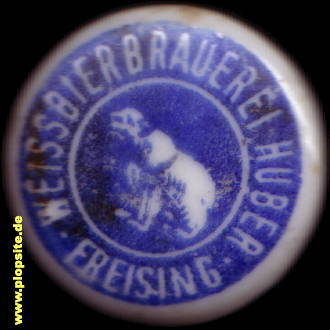 WEISSBIERBRAUEREI HUBER
· FREISING ·
www.plopsite.de